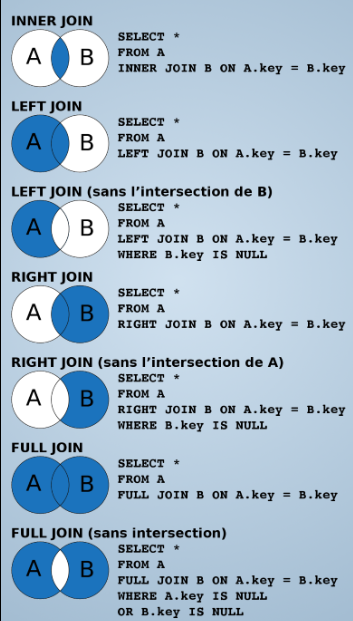 INNER JOIN
A B
SELECT *
FROM A
INNER JOIN B ON A.key = B.key
LEFT JOIN
A B
SELECT *
FROM A
LEFT JOIN B ON A.key = B.key
LEFT JOIN (sans l'intersection de B)
A B
SELECT *
FROM A
LEFT JOIN B ON A.key = B.key
WHERE B.key IS NULL
RIGHT JOIN
A B
SELECT *
FROM A
RIGHT JOIN B ON A.key = B.key
RIGHT JOIN (sans l'intersection de A)
A B
SELECT *
FROM A
RIGHT JOIN B ON A.key = B.key
WHERE B.key IS NULL
FULL JOIN
A B
SELECT *
FROM A
FULL JOIN B ON A.key = B.key
FULL JOIN (sans intersection)
A B
SELECT *
FROM A
FULL JOIN B ON A.key = B.key
WHERE A.key IS NULL
OR B.key IS NULL